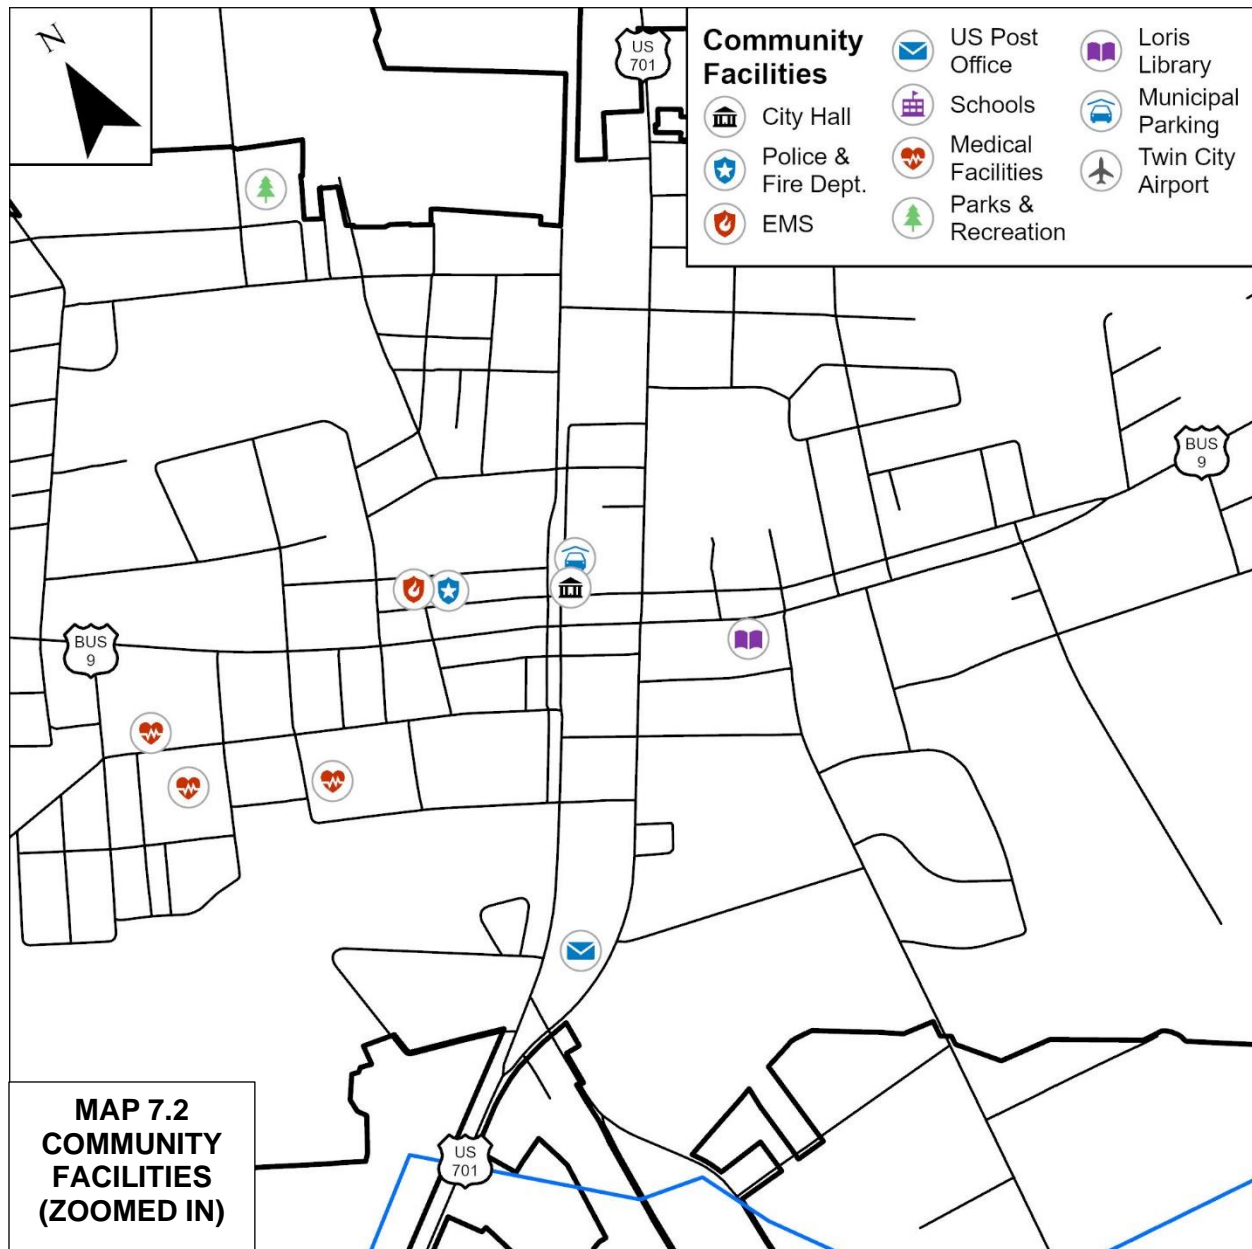 N
US
701
Community
Facilities
City Hall
Police &
Fire Dept.
EMS
US Post
Office
Schools
Medical
Facilities
Parks &
Recreation
Loris
Library
Municipal
Parking
Twin City
Airport
BUS
9
BUS
9
US
701
MAP 7.2
COMMUNITY
FACILITIES
(ZOOMED IN)